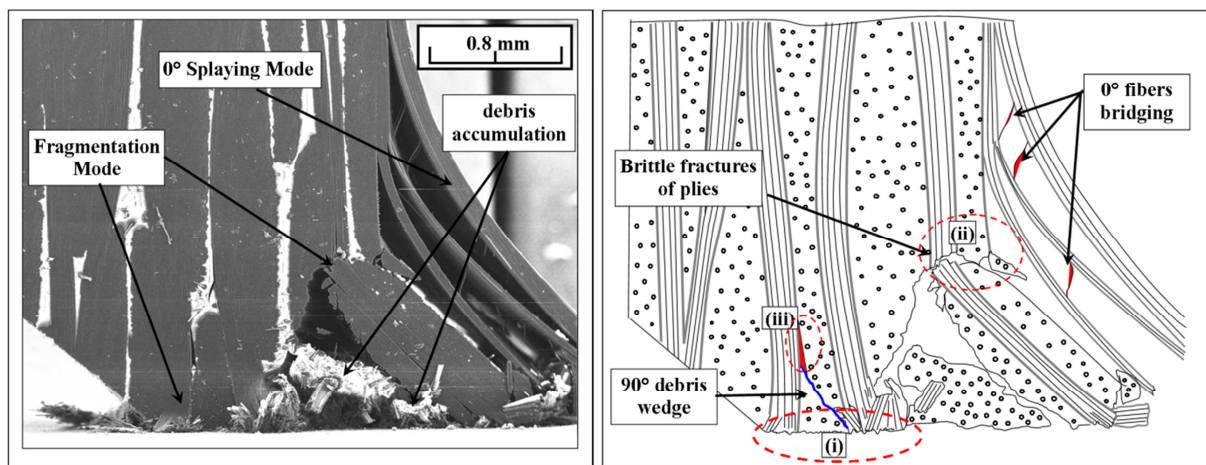 0.8 mm
0° Splaying Mode
debris
accumulation
Fragmentation
Mode
0° fibers
bridging
Brittle fractures
of plies
(ii)
(iii)
90° debris
wedge
(i)